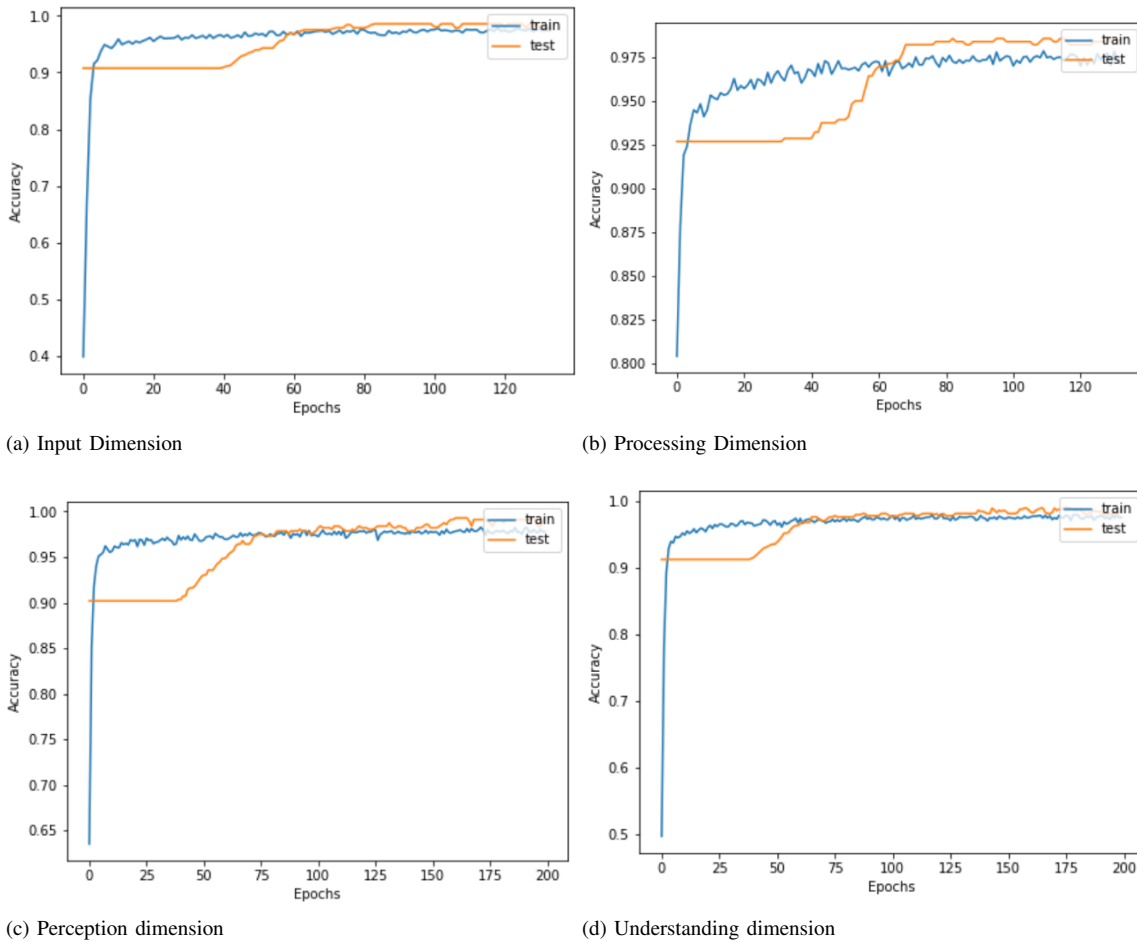 1.0
0.9
0.8
0.7
0.6
0.5
0.4
Accuracy
train
test
0 20 40 60 80 100 120
Epochs
(a) Input Dimension
0.975
0.950
0.925
0.900
0.875
0.850
0.825
0.800
Accuracy
train
test
0 20 40 60 80 100 120
Epochs
(b) Processing Dimension
1.00
0.95
0.90
0.85
0.80
0.75
0.70
0.65
Accuracy
train
test
0 25 50 75 100 125 150 175 200
Epochs
(c) Perception dimension
1.0
0.9
0.8
0.7
0.6
0.5
Accuracy
train
test
0 25 50 75 100 125 150 175 200
Epochs
(d) Understanding dimension